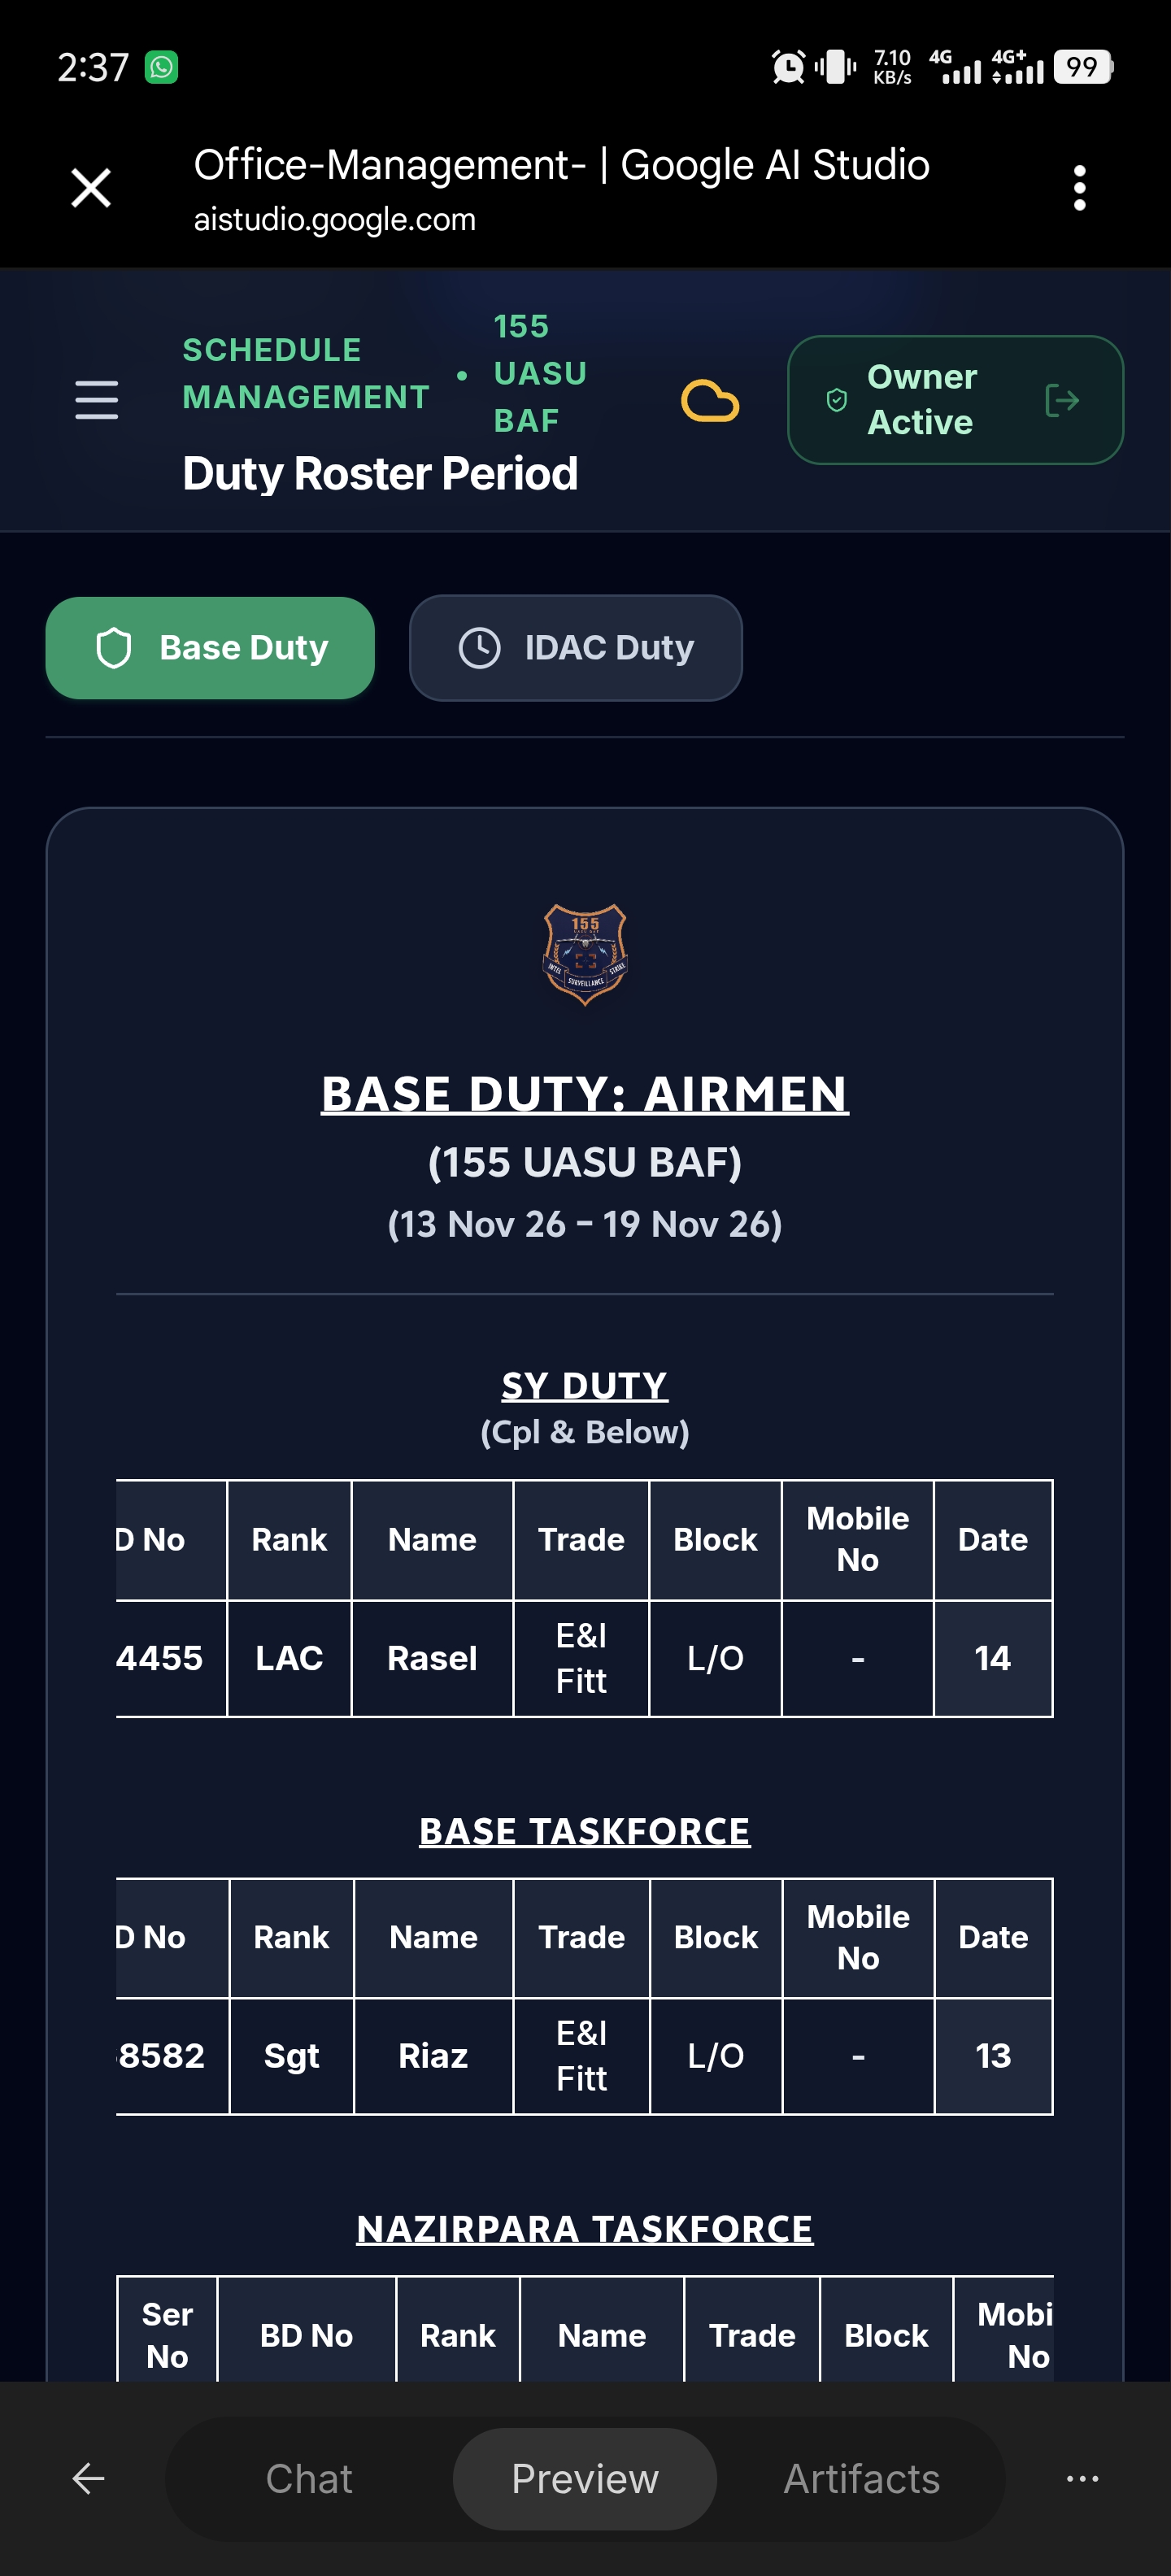 2:37
7.10
KB/s
4G
4G+
99
Office-Management- | Google AI Studio
aistudio.google.com
SCHEDULE MANAGEMENT • 155 UASU BAF
Duty Roster Period
Owner Active
Base Duty
IDAC Duty
155
INTEL SURVEILLANCE STRIKE
BASE DUTY: AIRMEN
(155 UASU BAF)
(13 Nov 26 – 19 Nov 26)
SY DUTY
(Cpl & Below)
D No Rank Name Trade Block Mobile No Date
4455 LAC Rasel E&I Fitt L/O - 14
BASE TASKFORCE
D No Rank Name Trade Block Mobile No Date
8582 Sgt Riaz E&I Fitt L/O - 13
NAZIRPARA TASKFORCE
Ser No BD No Rank Name Trade Block Mobi No
Chat Preview Artifacts